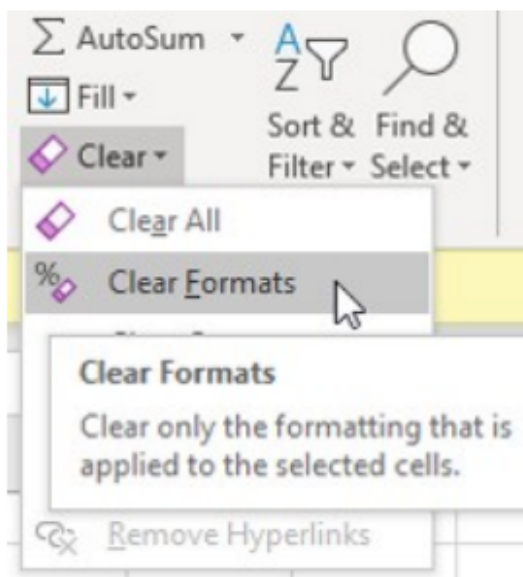 ∑ AutoSum
Fill
Clear
A
Z
Sort &
Filter
Find &
Select
Clear All
% Clear Formats
Clear Formats
Clear only the formatting that is
applied to the selected cells.
Remove Hyperlinks